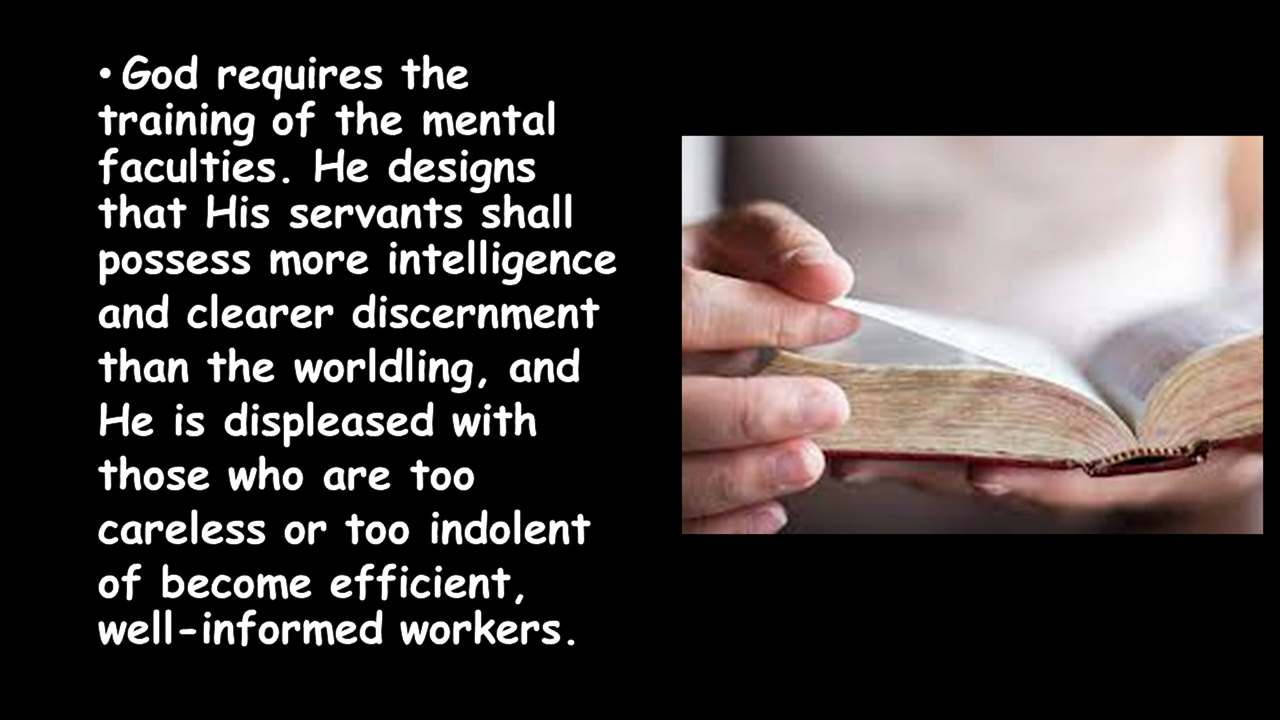 • God requires the
training of the mental
faculties. He designs
that His servants shall
possess more intelligence
and clearer discernment
than the worldling, and
He is displeased with
those who are too
careless or too indolent
of become efficient,
well-informed workers.